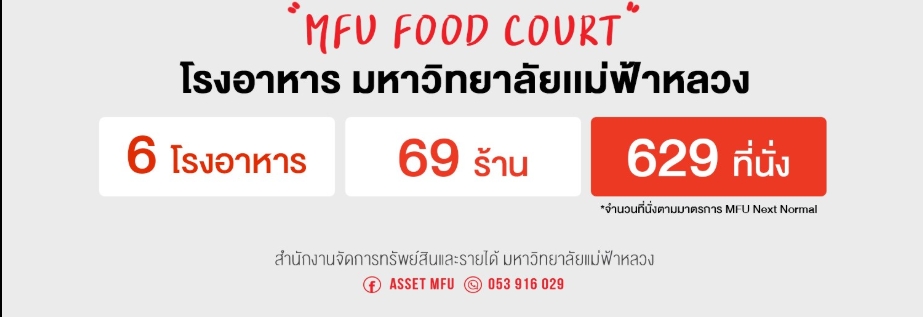 "MFU FOOD COURT"
โรงอาหาร มหาวิทยาลัยแม่ฟ้าหลวง
6 โรงอาหาร
69 ร้าน
629 ที่นั่ง
*จำนวนที่นั่งตามมาตรการ MFU Next Normal
สำนักงานจัดการทรัพย์สินและรายได้ มหาวิทยาลัยแม่ฟ้าหลวง
ASSET MFU 053 916 029